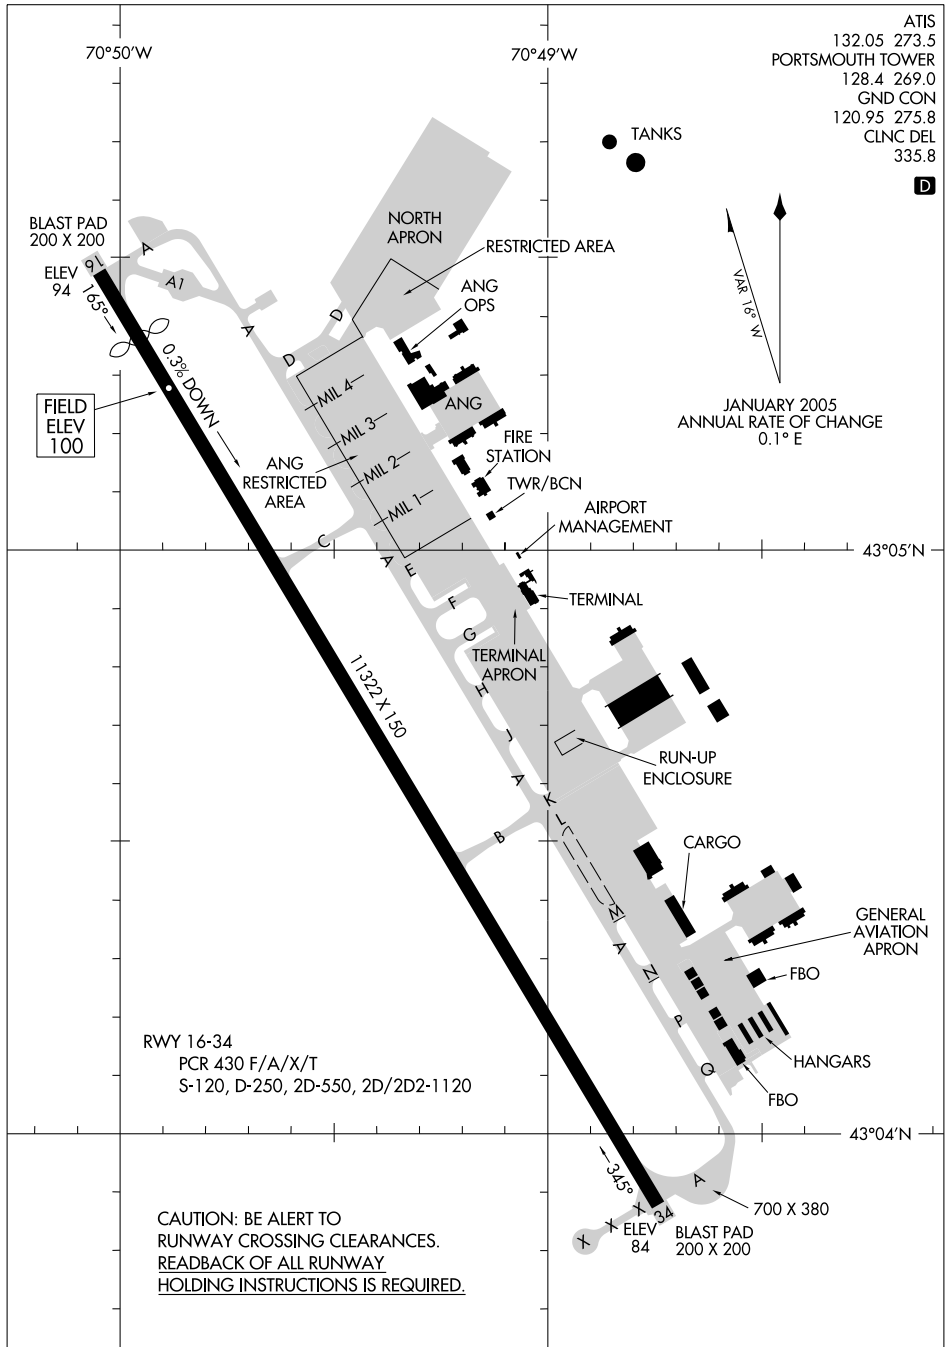 ATIS
132.05 273.5
PORTSMOUTH TOWER
128.4 269.0
GND CON
120.95 275.8
CLNC DEL
335.8
D
70°50'W
70°49'W
TANKS
NORTH
APRON
RESTRICTED AREA
ANG
OPS
BLAST PAD
200 X 200
ELEV
94
16
165°
A
A1
A
D
D
0.3% DOWN
VAR 16° W
JANUARY 2005
ANNUAL RATE OF CHANGE
0.1° E
FIELD
ELEV
100
MIL 4
MIL 3
MIL 2
MIL 1
ANG
ANG
RESTRICTED
AREA
FIRE
STATION
TWR/BCN
AIRPORT
MANAGEMENT
43°05'N
C
A
E
F
G
H
J
A
K
L
B
TERMINAL
TERMINAL
APRON
11322 X 150
RUN-UP
ENCLOSURE
CARGO
GENERAL
AVIATION
APRON
M
A
N
P
Q
FBO
HANGARS
FBO
RWY 16-34
PCR 430 F/A/X/T
S-120, D-250, 2D-550, 2D/2D2-1120
43°04'N
345°
A
700 X 380
34
X
X
X
ELEV
84
BLAST PAD
200 X 200
CAUTION: BE ALERT TO
RUNWAY CROSSING CLEARANCES.
READBACK OF ALL RUNWAY
HOLDING INSTRUCTIONS IS REQUIRED.